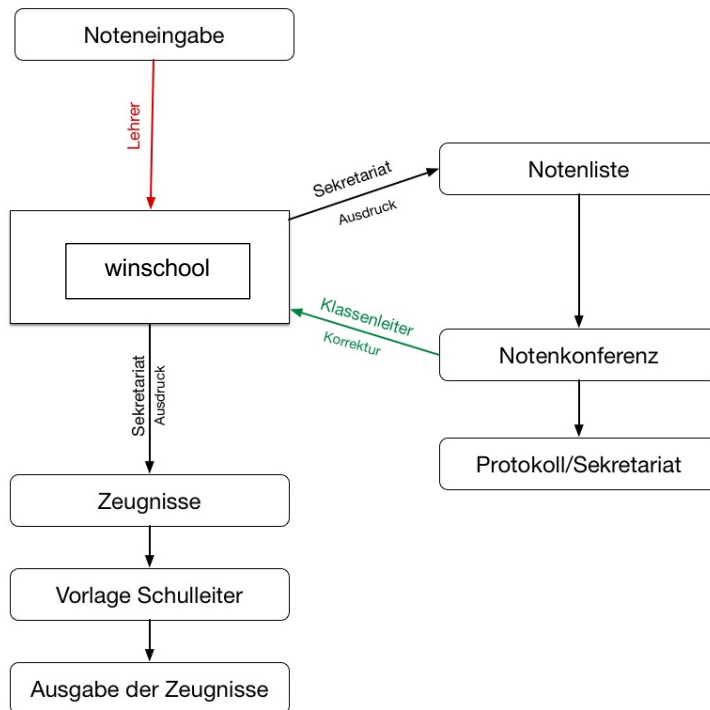 Noteneingabe
Lehrer
Sekretariat
Ausdruck
Notenliste
winschool
Klassenleiter
Korrektur
Notenkonferenz
Sekretariat
Ausdruck
Protokoll/Sekretariat
Zeugnisse
Vorlage Schulleiter
Ausgabe der Zeugnisse